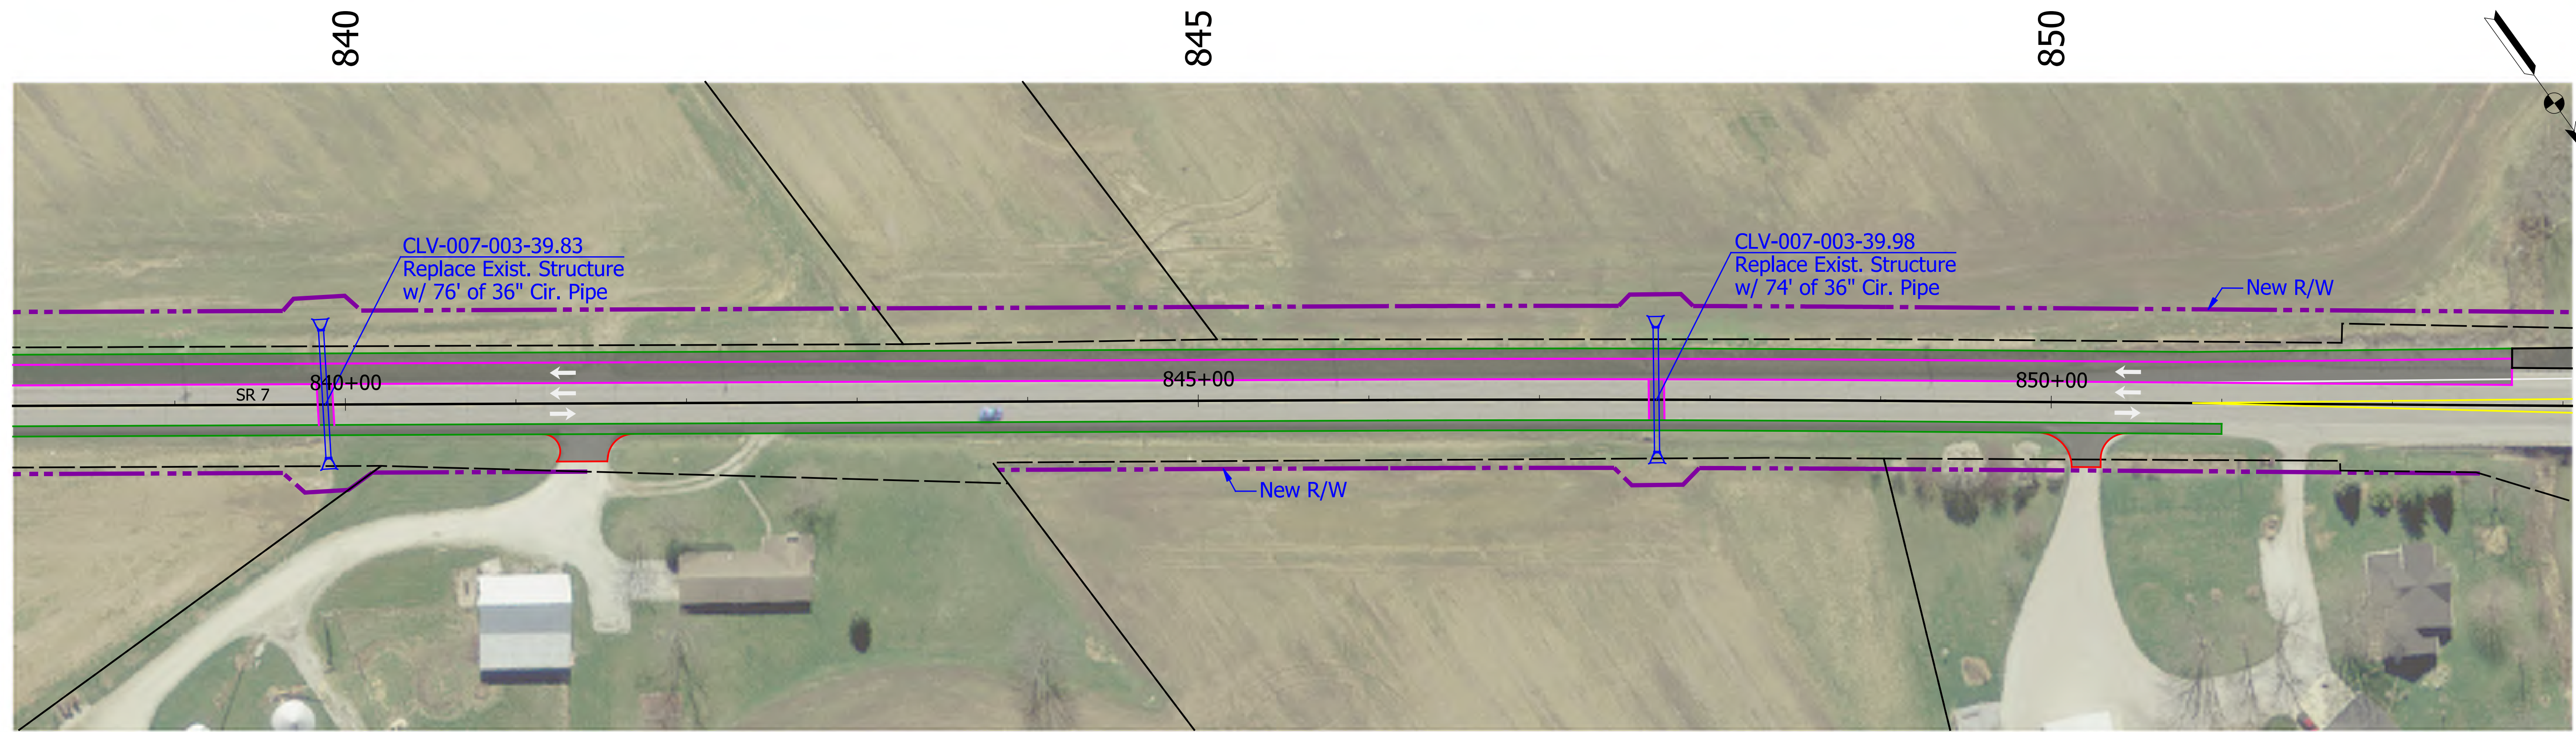 840
845
850
CLV-007-003-39.83
Replace Exist. Structure
w/ 76' of 36" Cir. Pipe
CLV-007-003-39.98
Replace Exist. Structure
w/ 74' of 36" Cir. Pipe
New R/W
SR 7
840+00
845+00
850+00
New R/W